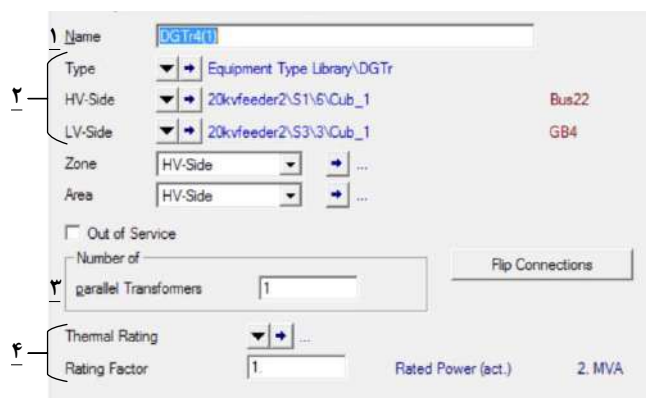 ۱ Name DGTr4(1)
Type Equipment Type Library\DGTr
۲ HV-Side 20kvfeeder2\S1\6\Cub_1 Bus22
LV-Side 20kvfeeder2\S3\3\Cub_1 GB4
Zone HV-Side ...
Area HV-Side ...
Out of Service
Number of
Flip Connections
۳ parallel Transformers 1
Thermal Rating ...
۴
Rating Factor 1. Rated Power (act.) 2. MVA